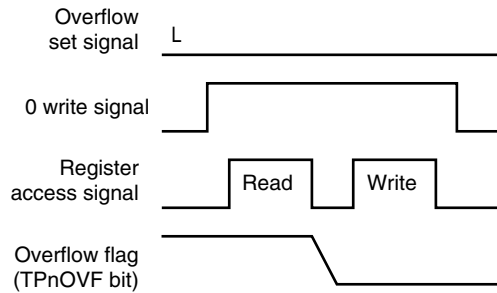 Overflow
set signal
L
0 write signal
Register
access signal
Read
Write
Overflow flag
(TPnOVF bit)